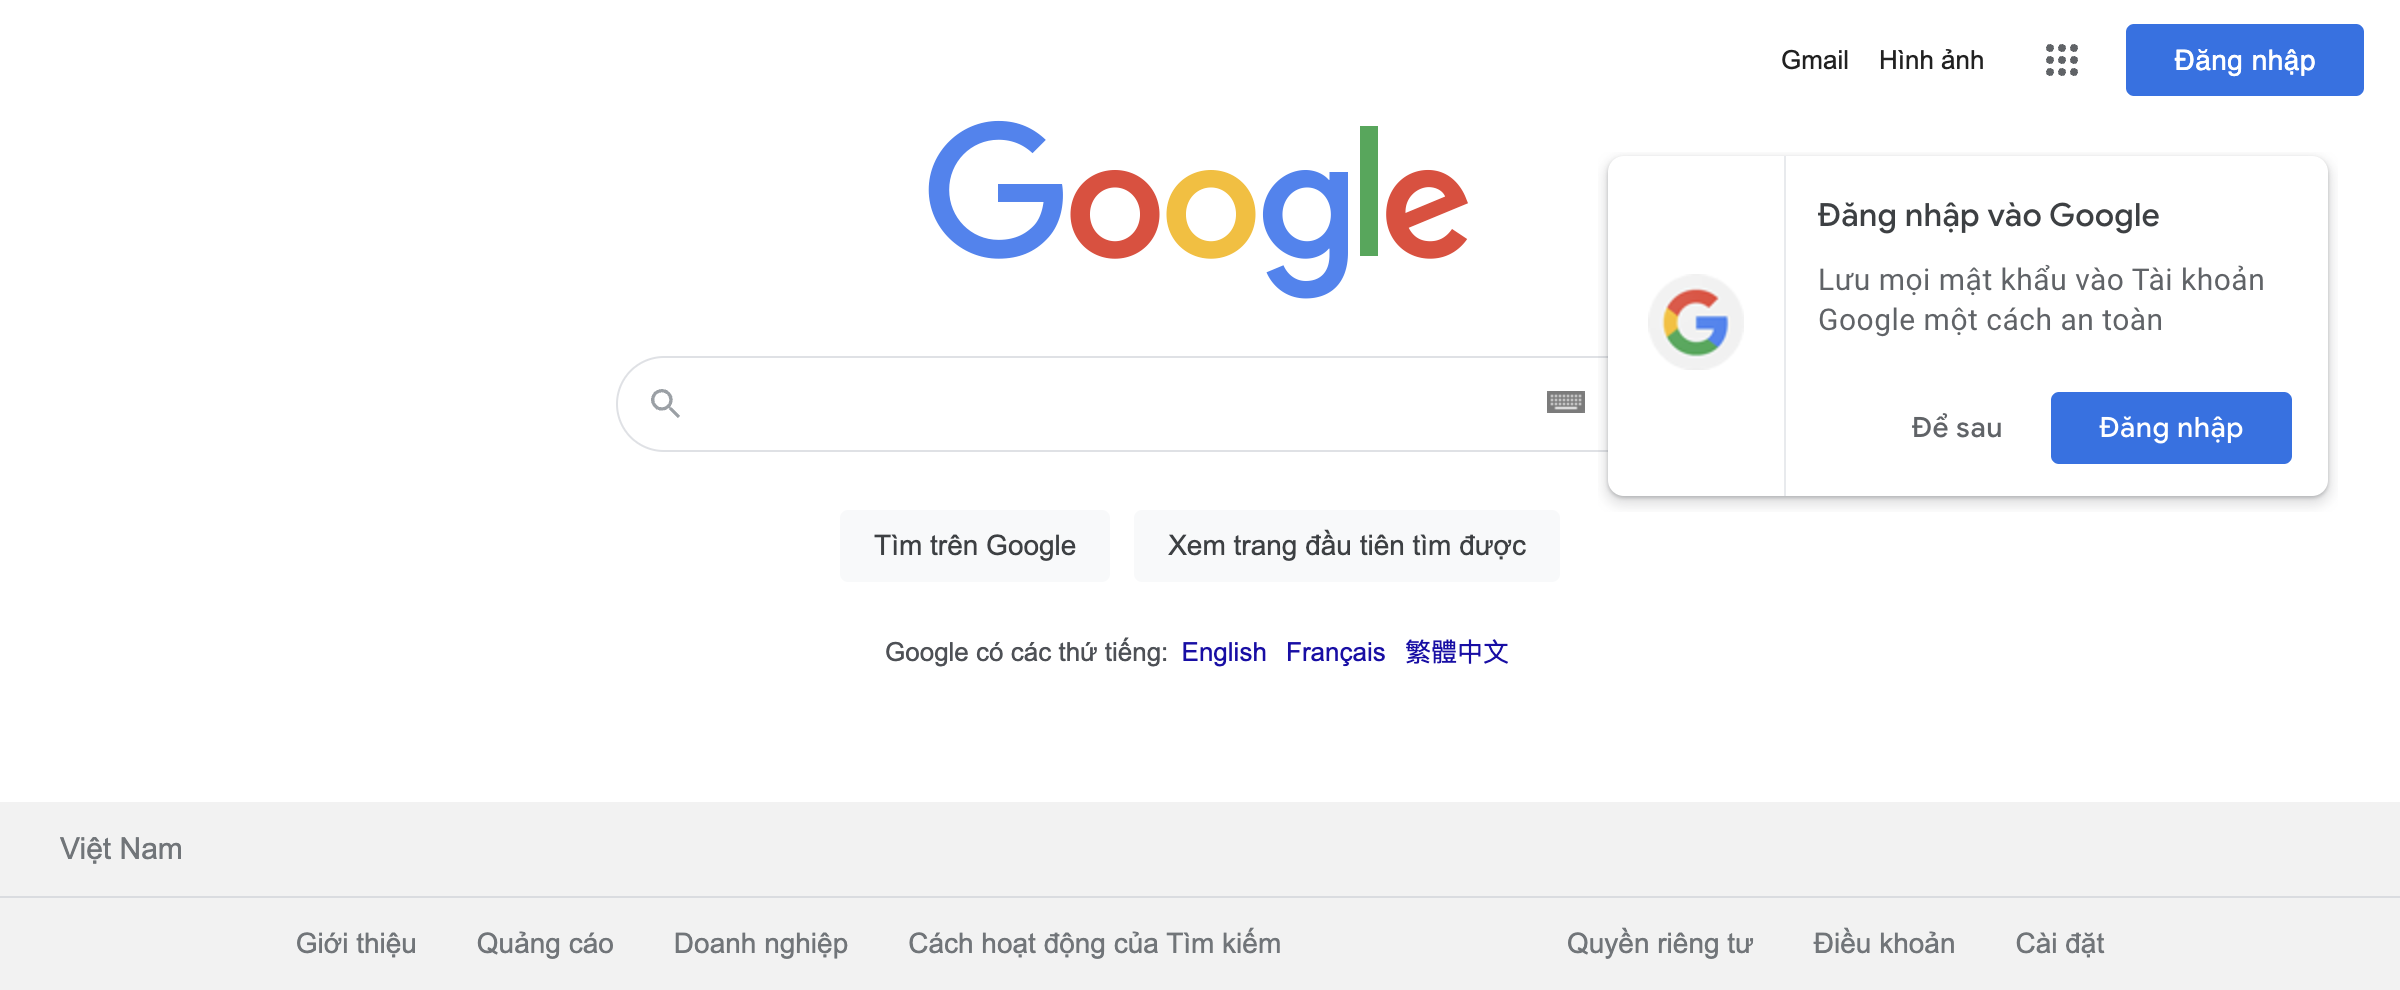 Gmail Hình ảnh Đăng nhập
Google
Đăng nhập vào Google
Lưu mọi mật khẩu vào Tài khoản
Google một cách an toàn
Để sau Đăng nhập
Tìm trên Google Xem trang đầu tiên tìm được
Google có các thứ tiếng: English Français 繁體中文
Việt Nam
Giới thiệu Quảng cáo Doanh nghiệp Cách hoạt động của Tìm kiếm Quyền riêng tư Điều khoản Cài đặt